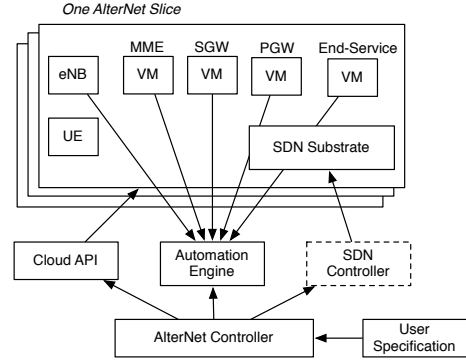 One AlterNet Slice
MME SGW PGW End-Service
eNB VM VM VM VM
UE
SDN Substrate
Cloud API
Automation
Engine
SDN
Controller
AlterNet Controller
User
Specification